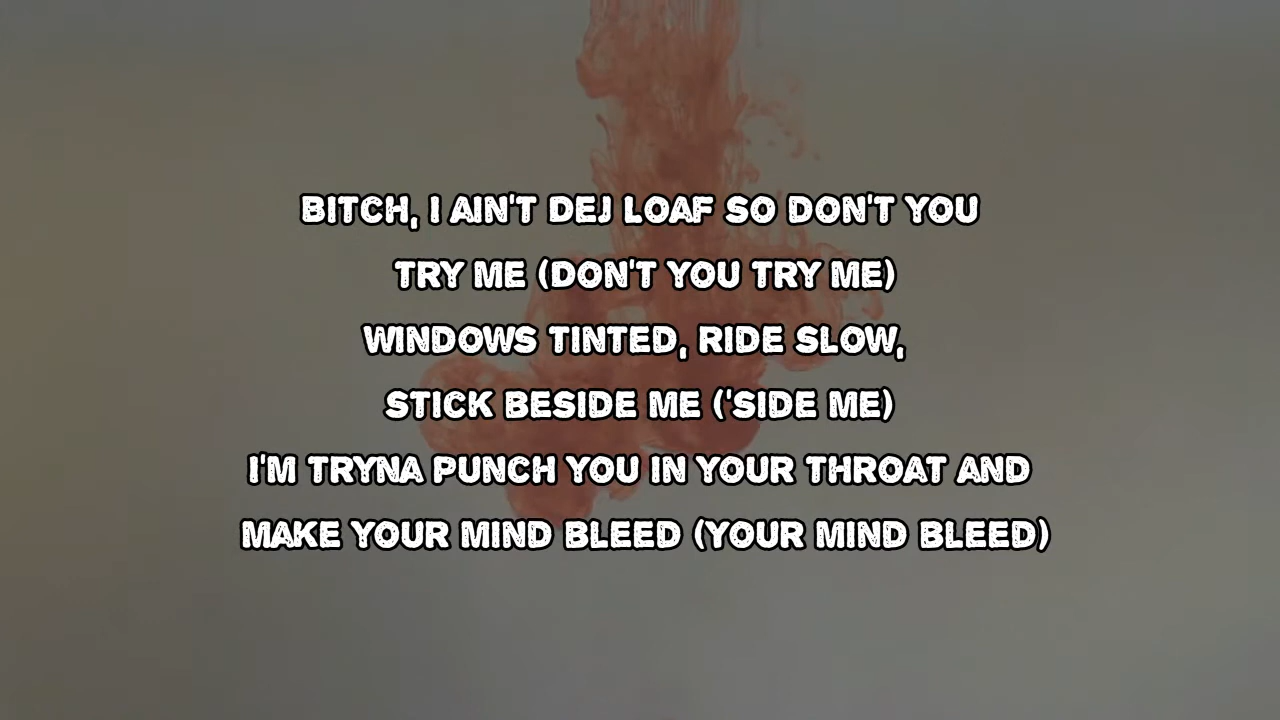 BITCH, I AIN'T DEJ LOAF SO DON'T YOU
TRY ME (DON'T YOU TRY ME)
WINDOWS TINTED, RIDE SLOW,
STICK BESIDE ME ('SIDE ME)
I'M TRYNA PUNCH YOU IN YOUR THROAT AND
MAKE YOUR MIND BLEED (YOUR MIND BLEED)